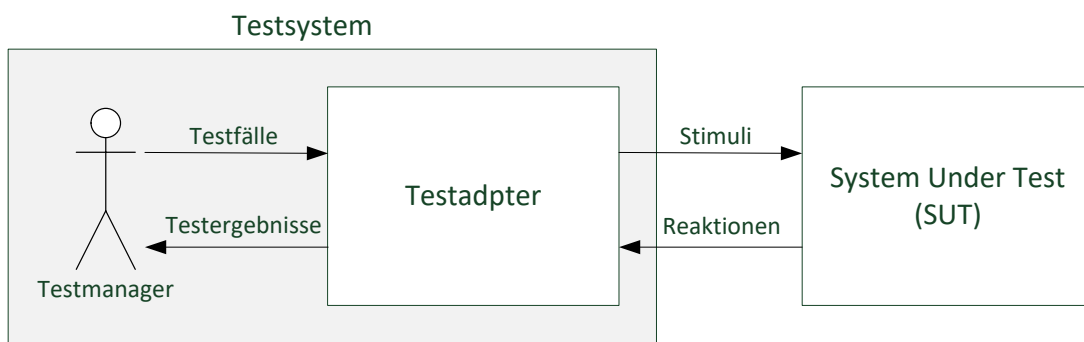 Testsystem
Testfälle
Stimuli
Testadpter
System Under Test
(SUT)
Testergebnisse
Reaktionen
Testmanager